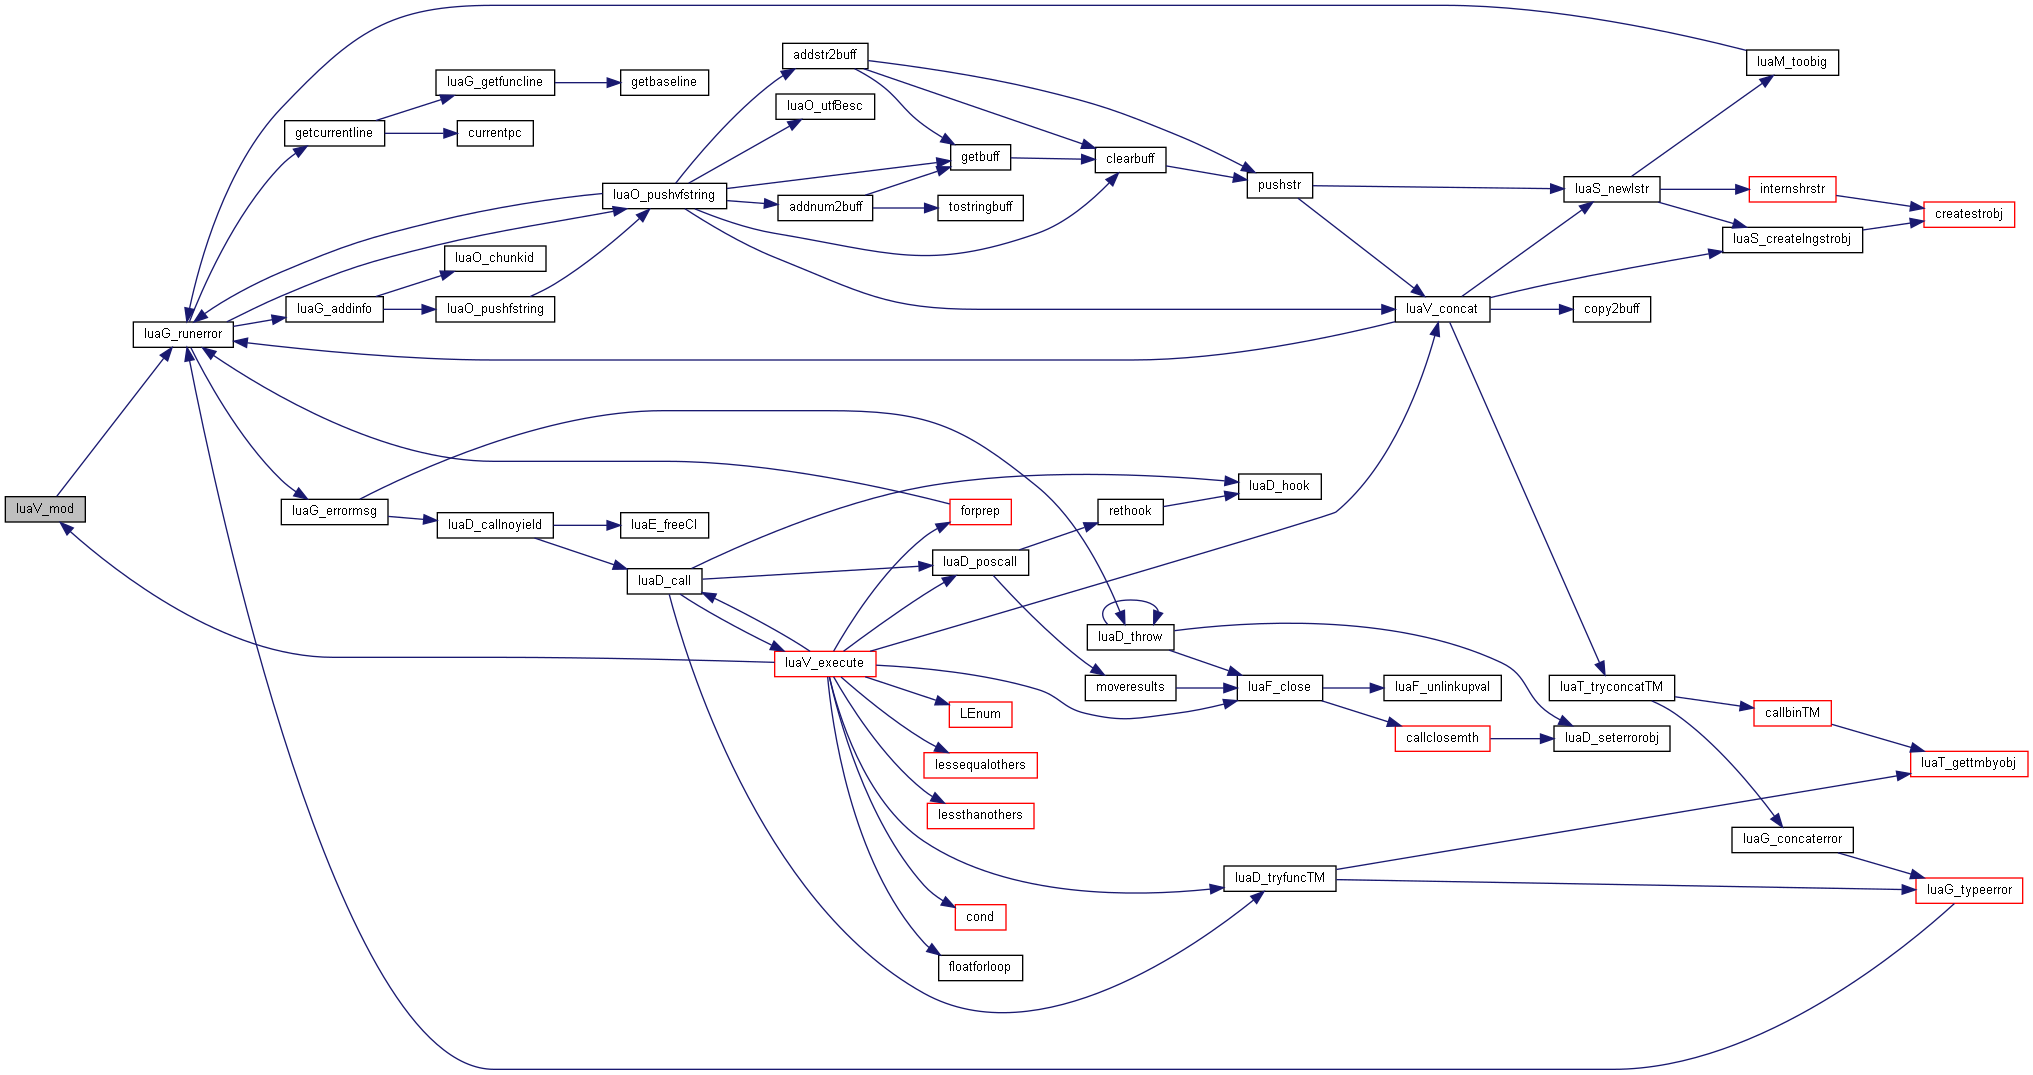 addstr2buff
luaM_toobig
luaG_getfuncline
getbaseline
luaO_utf8esc
getcurrentline
currentpc
getbuff
clearbuff
pushstr
luaS_newlstr
internshrstr
createstrobj
luaO_pushvfstring
addnum2buff
tostringbuff
luaS_createlngstrobj
luaO_chunkid
luaG_addinfo
luaO_pushfstring
luaV_concat
copy2buff
luaG_runerror
luaD_hook
luaV_mod
luaG_errormsg
forprep
rethook
luaD_callnoyield
luaE_freeCI
luaD_call
luaD_poscall
luaD_throw
luaV_execute
moveresults
luaF_close
luaF_unlinkupval
luaT_tryconcatTM
LEnum
callbinTM
callclosemth
luaD_seterrorobj
lessequalothers
luaT_gettmbyobj
lessthanothers
luaG_concaterror
luaD_tryfuncTM
luaG_typeerror
cond
floatforloop